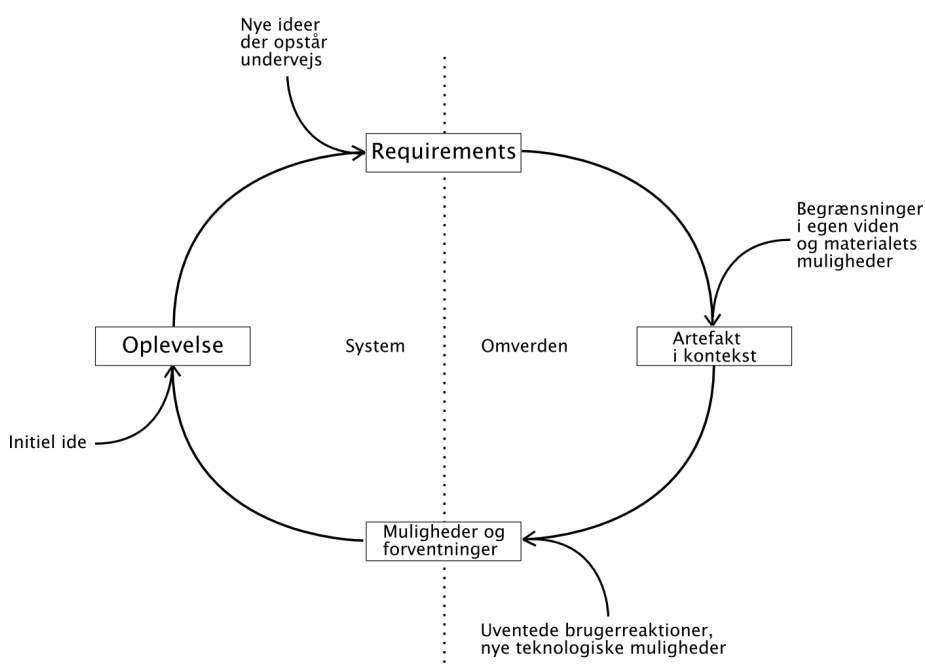 Nye ideer
der opstår
undervejs
Requirements
Begrænsninger
i egen viden
og materialets
muligheder
Oplevelse
System
Omverden
Artefakt
i kontekst
Initiel ide
Muligheder og
forventninger
Uventede brugerreaktioner,
nye teknologiske muligheder